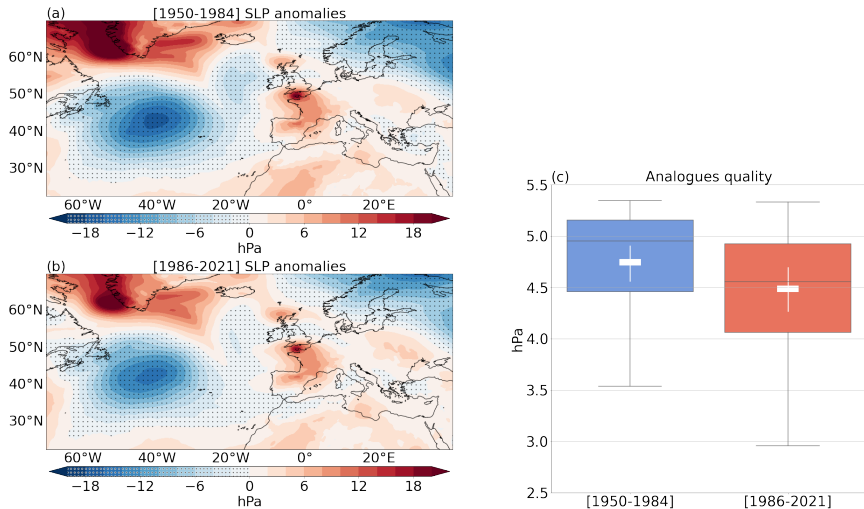 (a) [1950-1984] SLP anomalies
60°N
50°N
40°N
30°N
60°W 40°W 20°W 0° 20°E
−18 −12 −6 0 6 12 18
hPa
(b) [1986-2021] SLP anomalies
60°N
50°N
40°N
30°N
60°W 40°W 20°W 0° 20°E
−18 −12 −6 0 6 12 18
hPa
(c) Analogues quality
5.5
5.0
4.5
4.0
3.5
3.0
2.5
hPa
[1950-1984] [1986-2021]